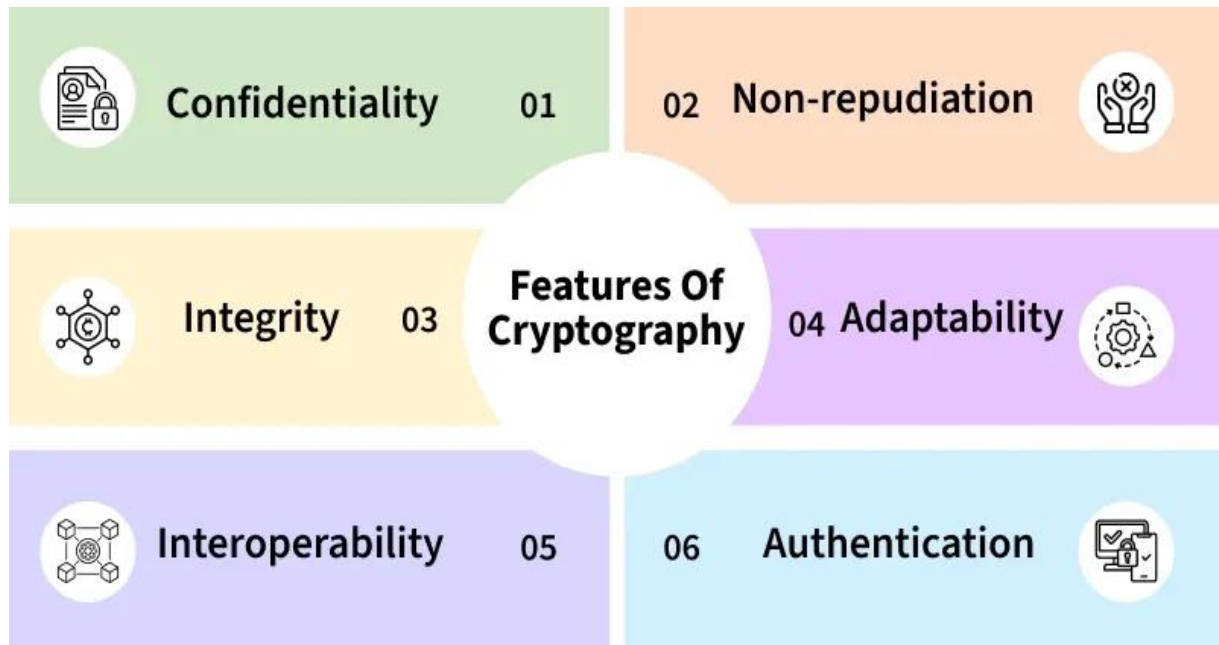 Confidentiality 01
02 Non-repudiation
Features Of
Cryptography
Integrity 03
04 Adaptability
Interoperability 05
06 Authentication